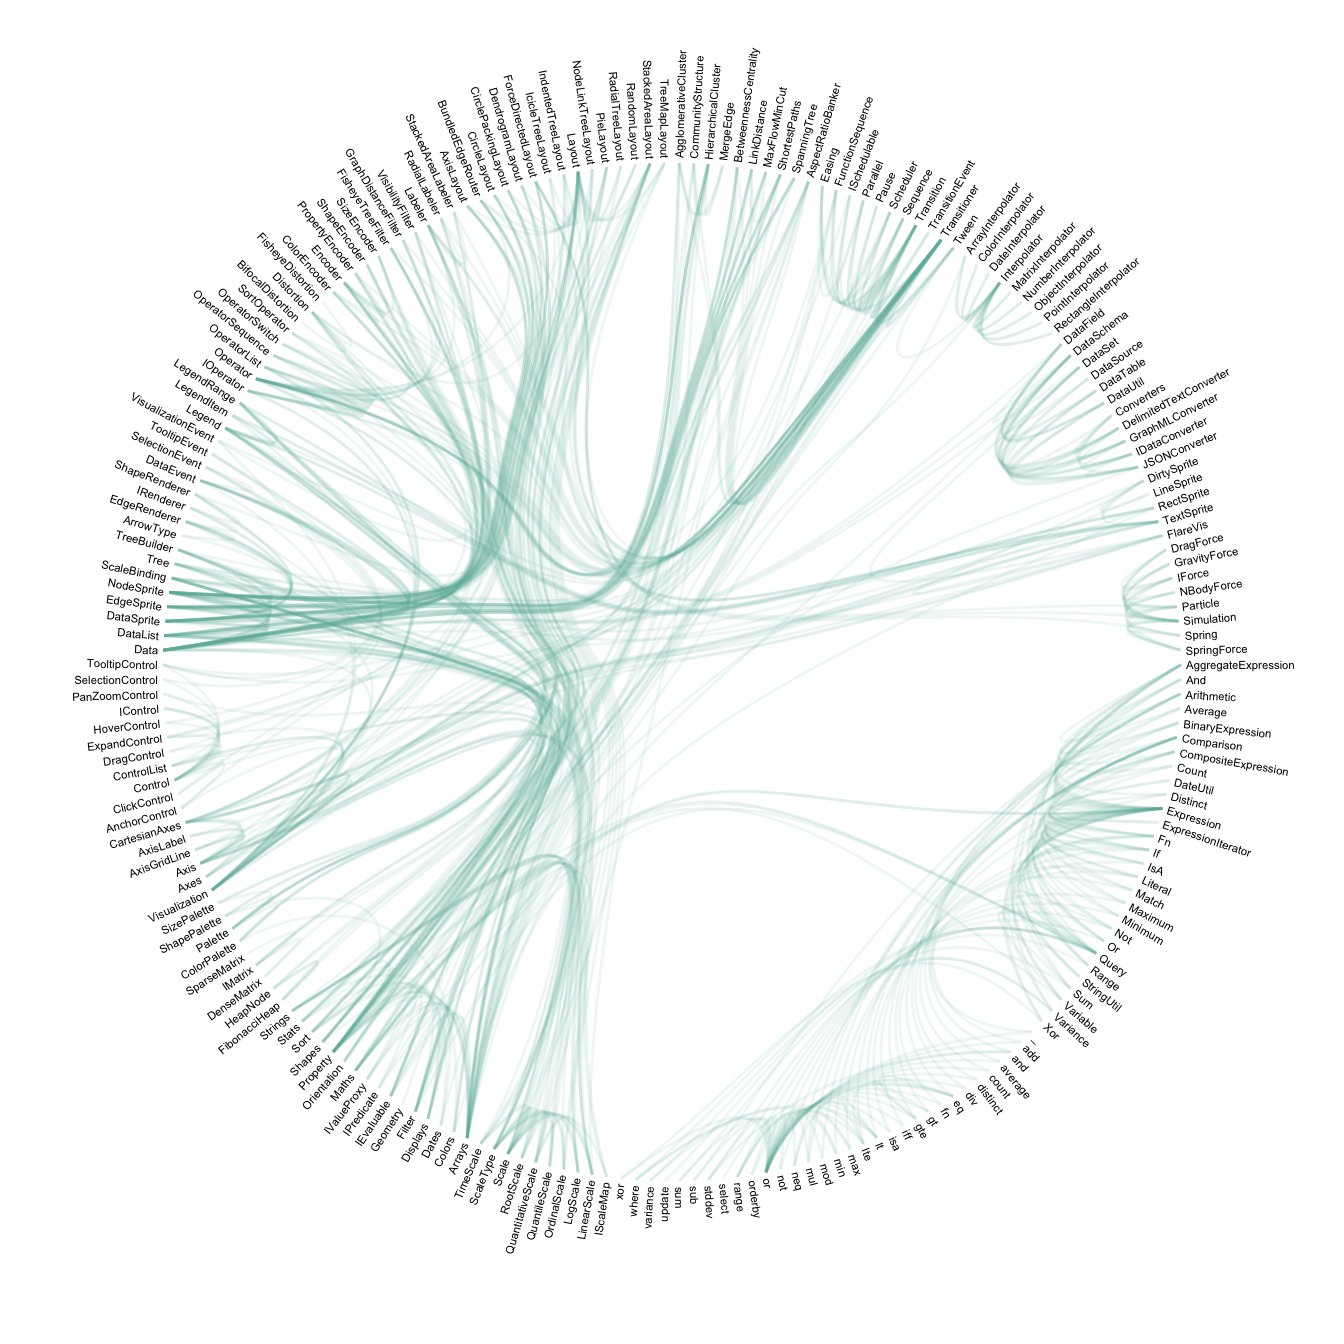 AgglomerativeCluster
CommunityStructure
HierarchicalCluster
MergeEdge
BetweennessCentrality
LinkDistance
MaxFlowMinCut
ShortestPaths
SpanningTree
AspectRatioBanker
Easing
FunctionSequence
ISchedulable
Parallel
Pause
Scheduler
Sequence
Transition
TransitionEvent
Transitioner
Tween
ArrayInterpolator
ColorInterpolator
DateInterpolator
Interpolator
MatrixInterpolator
NumberInterpolator
ObjectInterpolator
PointInterpolator
RectangleInterpolator
DataField
DataSchema
DataSet
DataSource
DataTable
DataUtil
Converters
DelimitedTextConverter
GraphMLConverter
IDataConverter
JSONConverter
DirtySprite
LineSprite
RectSprite
TextSprite
FlareVis
DragForce
GravityForce
IForce
NBodyForce
Particle
Simulation
Spring
SpringForce
AggregateExpression
And
Arithmetic
Average
BinaryExpression
Comparison
CompositeExpression
Count
DateUtil
Distinct
Expression
ExpressionIterator
Fn
If
IsA
Literal
Match
Maximum
Minimum
Not
Or
Query
Range
StringUtil
Sum
Variable
Variance
Xor
_
add
and
average
count
distinct
div
eq
fn
gt
gte
iff
isa
lt
lte
max
min
mod
mul
neq
not
or
orderby
range
select
stddev
sub
sum
update
variance
where
xor
IScaleMap
LinearScale
LogScale
OrdinalScale
QuantileScale
QuantitativeScale
RootScale
Scale
ScaleType
TimeScale
Arrays
Colors
Dates
Displays
Filter
Geometry
IEvaluable
IPredicate
IValueProxy
Maths
Orientation
Property
Shapes
Sort
Stats
Strings
FibonacciHeap
HeapNode
DenseMatrix
IMatrix
SparseMatrix
ColorPalette
Palette
ShapePalette
SizePalette
Visualization
Axes
Axis
AxisGridLine
AxisLabel
CartesianAxes
AnchorControl
ClickControl
Control
ControlList
DragControl
ExpandControl
HoverControl
IControl
PanZoomControl
SelectionControl
TooltipControl
Data
DataList
DataSprite
EdgeSprite
NodeSprite
ScaleBinding
Tree
TreeBuilder
ArrowType
EdgeRenderer
IRenderer
ShapeRenderer
DataEvent
SelectionEvent
TooltipEvent
VisualizationEvent
Legend
LegendItem
LegendRange
IOperator
Operator
OperatorList
OperatorSequence
OperatorSwitch
SortOperator
BifocalDistortion
Distortion
FisheyeDistortion
ColorEncoder
Encoder
PropertyEncoder
ShapeEncoder
SizeEncoder
FisheyeTreeFilter
GraphDistanceFilter
VisibilityFilter
Labeler
RadialLabeler
StackedAreaLabeler
AxisLayout
BundledEdgeRouter
CircleLayout
CirclePackingLayout
DendrogramLayout
ForceDirectedLayout
IcicleTreeLayout
IndentedTreeLayout
Layout
NodeLinkTreeLayout
PieLayout
RadialTreeLayout
RandomLayout
StackedAreaLayout
TreeMapLayout